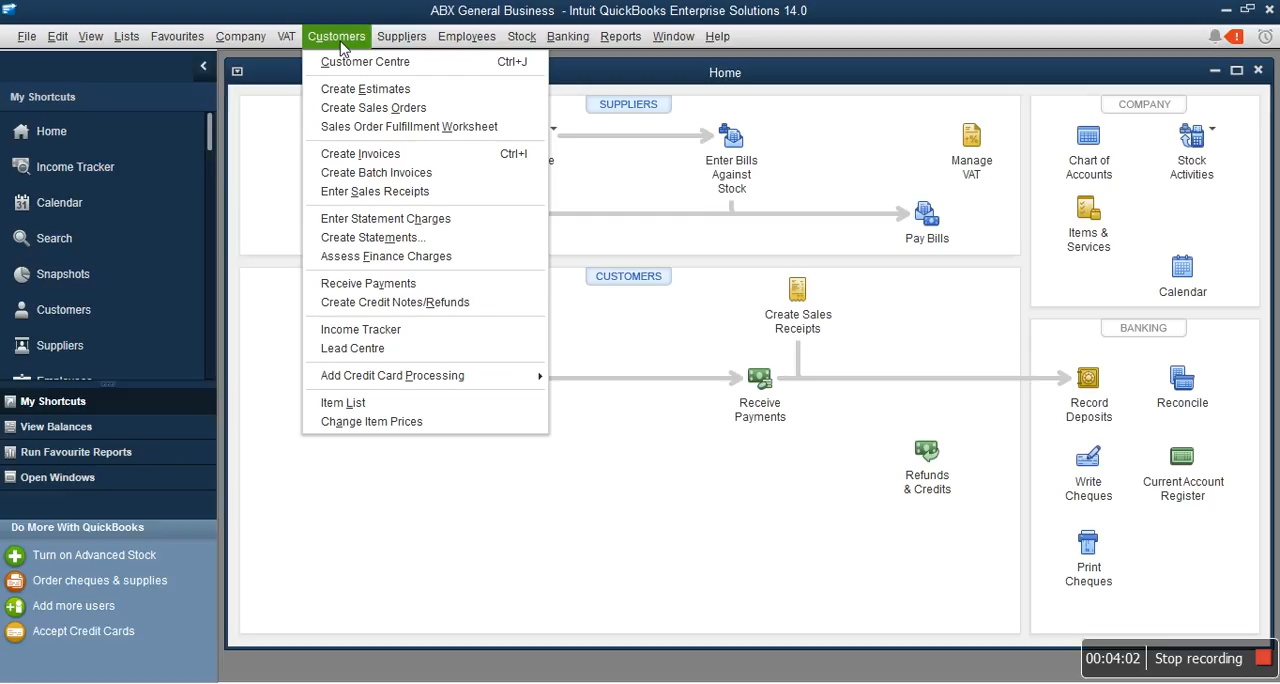 ABX General Business - Intuit QuickBooks Enterprise Solutions 14.0
File Edit View Lists Favourites Company VAT Customers Suppliers Employees Stock Banking Reports Window Help
My Shortcuts
Home
Income Tracker
Calendar
Search
Snapshots
Customers
Suppliers
My Shortcuts
View Balances
Run Favourite Reports
Open Windows
Do More With QuickBooks
Turn on Advanced Stock
Order cheques & supplies
Add more users
Accept Credit Cards
Customer Centre Ctrl+J
Create Estimates
Create Sales Orders
Sales Order Fulfillment Worksheet
Create Invoices Ctrl+I
Create Batch Invoices
Enter Sales Receipts
Enter Statement Charges
Create Statements...
Assess Finance Charges
Receive Payments
Create Credit Notes/Refunds
Income Tracker
Lead Centre
Add Credit Card Processing
Item List
Change Item Prices
Home
SUPPLIERS
Enter Bills
Against
Stock
Manage
VAT
Pay Bills
CUSTOMERS
Create Sales
Receipts
Receive
Payments
Refunds
& Credits
COMPANY
Chart of
Accounts
Stock
Activities
Items &
Services
Calendar
BANKING
Record
Deposits
Reconcile
Write
Cheques
Current Account
Register
Print
Cheques
00:04:02 Stop recording